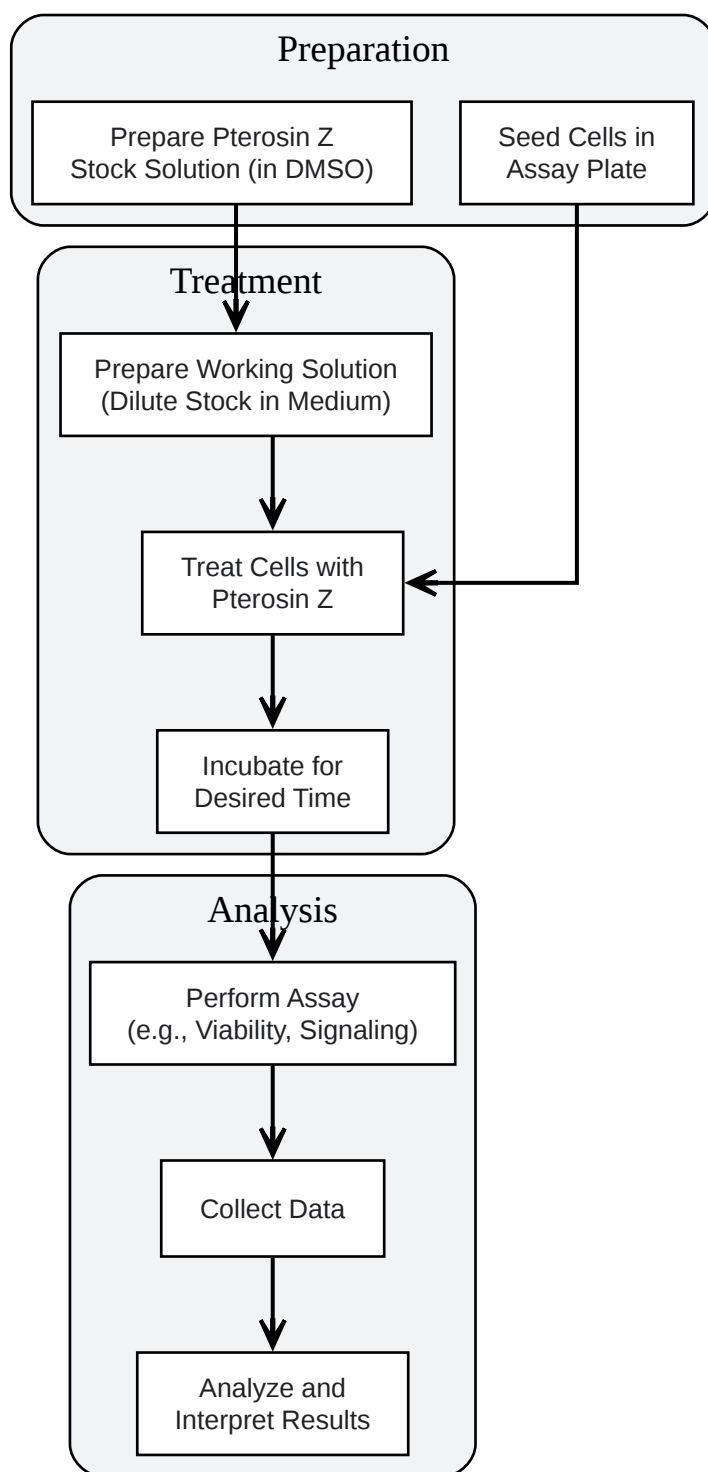 Preparation
Prepare Pterosin Z
Stock Solution (in DMSO)
Seed Cells in
Assay Plate
Treatment
Prepare Working Solution
(Dilute Stock in Medium)
Treat Cells with
Pterosin Z
Incubate for
Desired Time
Analysis
Perform Assay
(e.g., Viability, Signaling)
Collect Data
Analyze and
Interpret Results